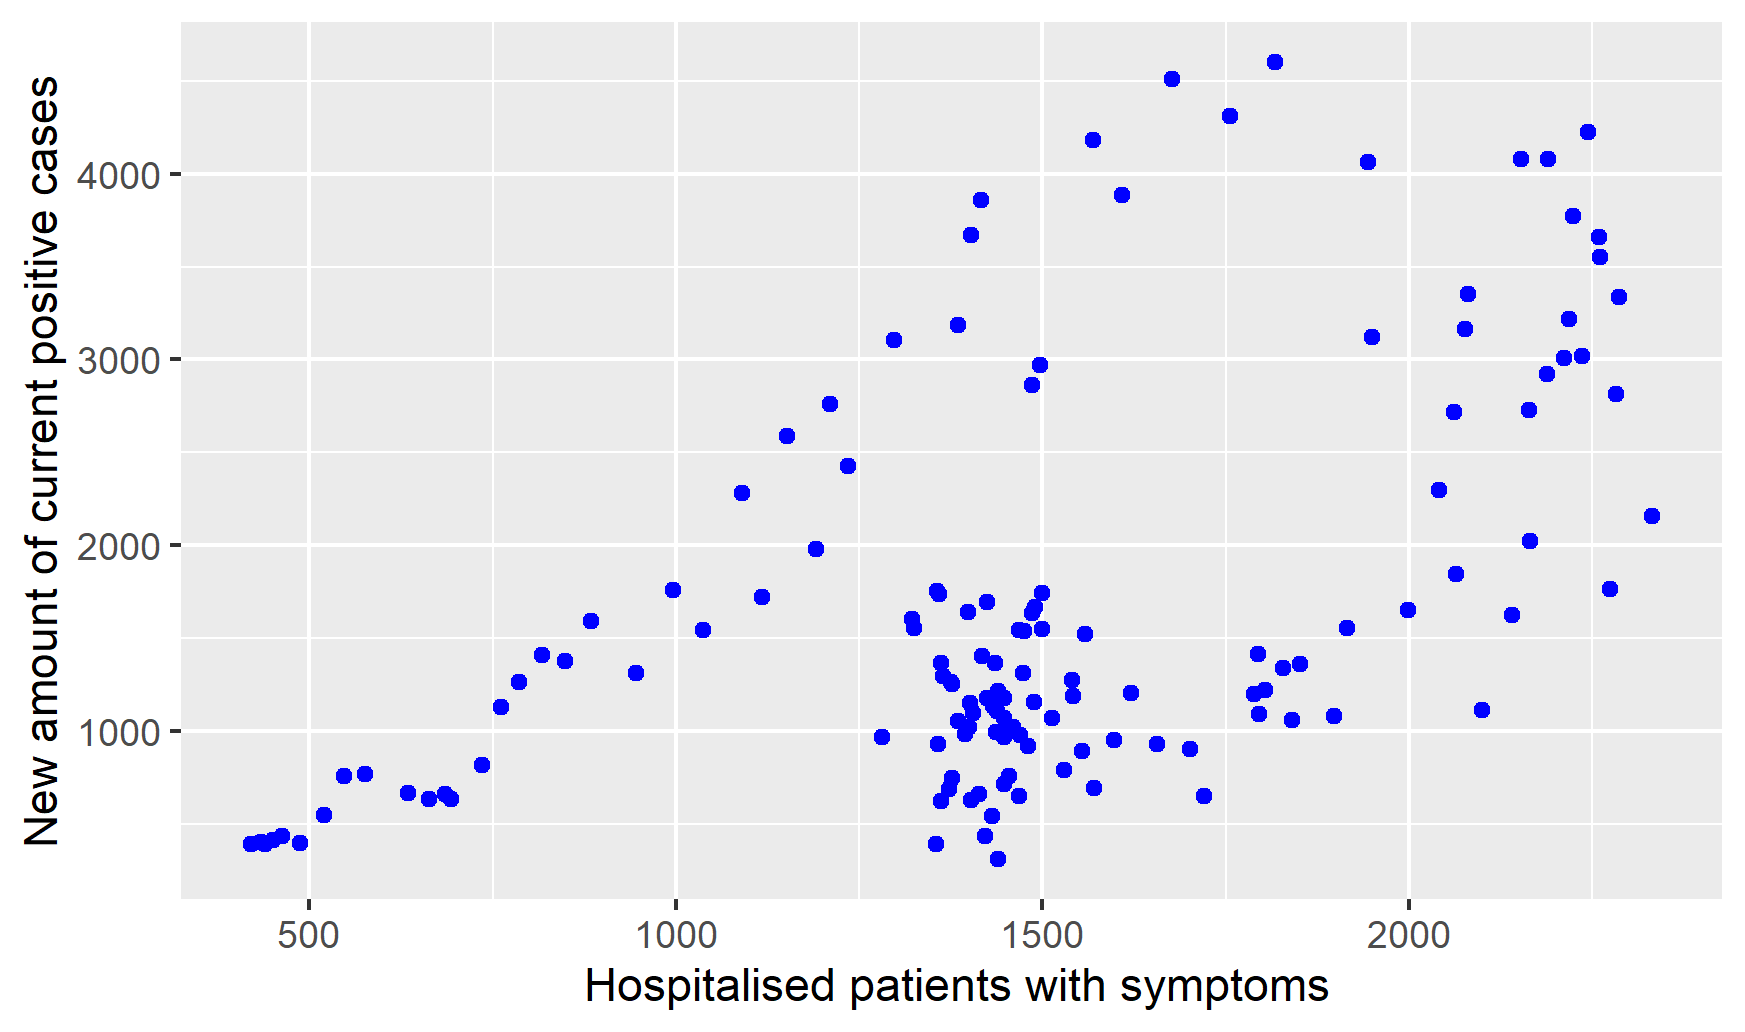 New amount of current positive cases
4000
3000
2000
1000
500 1000 1500 2000
Hospitalised patients with symptoms